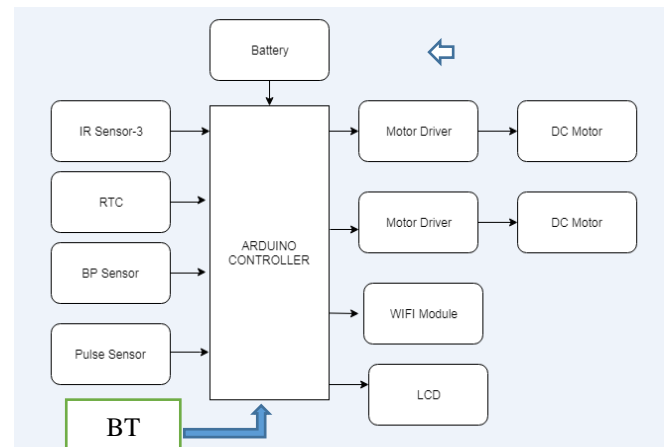 Battery
IR Sensor-3
Motor Driver
DC Motor
RTC
Motor Driver
DC Motor
ARDUINO
CONTROLLER
BP Sensor
WIFI Module
Pulse Sensor
LCD
BT